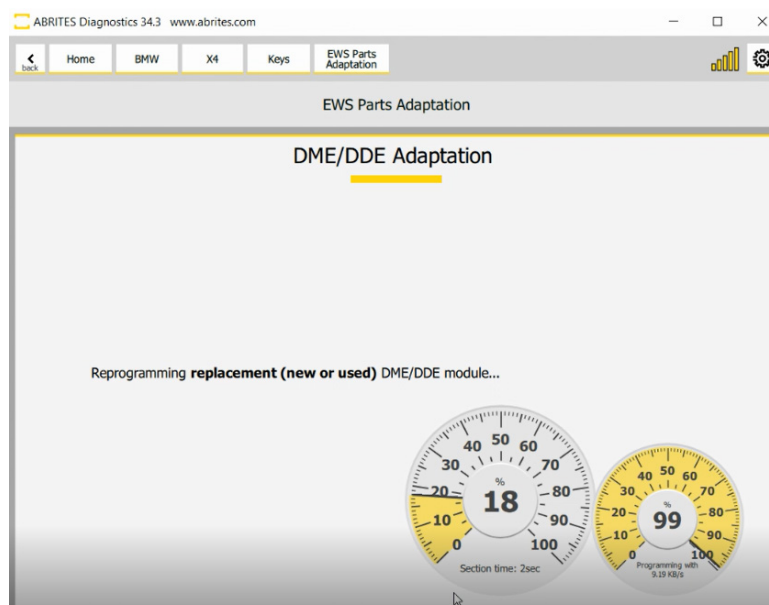 ABRITES Diagnostics 34.3 www.abrites.com
back
Home
BMW
X4
Keys
EWS Parts
Adaptation
EWS Parts Adaptation
DME/DDE Adaptation
Reprogramming replacement (new or used) DME/DDE module...
0 10 20 30 40 50 60 70 80 90 100
%
18
Section time: 2sec
0 10 20 30 40 50 60 70 80 90 100
%
99
Programming with
9.19 KB/s